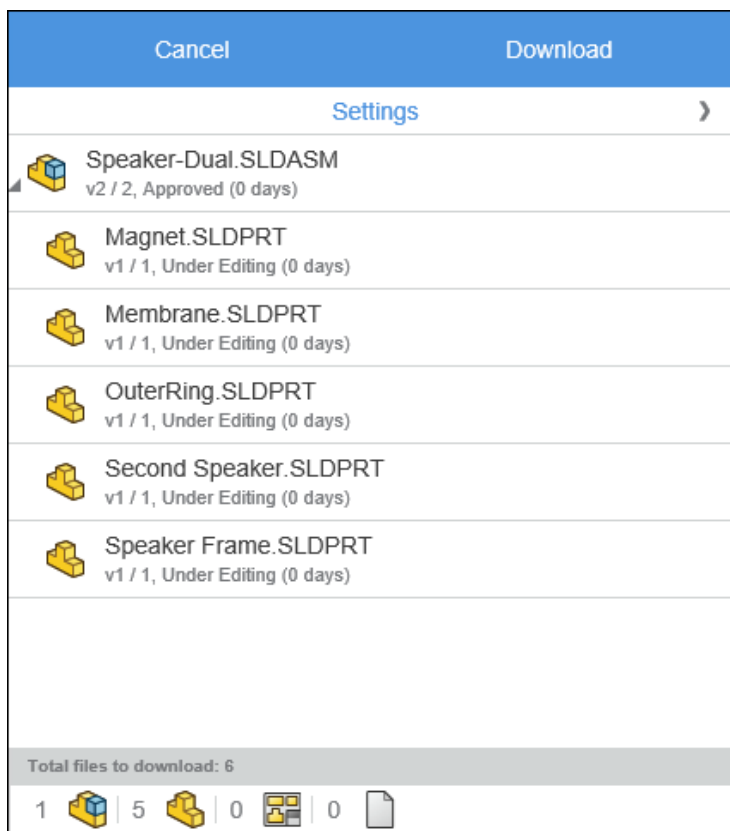 Cancel Download
Settings
Speaker-Dual.SLDASM
v2 / 2, Approved (0 days)
Magnet.SLDPRT
v1 / 1, Under Editing (0 days)
Membrane.SLDPRT
v1 / 1, Under Editing (0 days)
OuterRing.SLDPRT
v1 / 1, Under Editing (0 days)
Second Speaker.SLDPRT
v1 / 1, Under Editing (0 days)
Speaker Frame.SLDPRT
v1 / 1, Under Editing (0 days)
Total files to download: 6
1 5 0 0